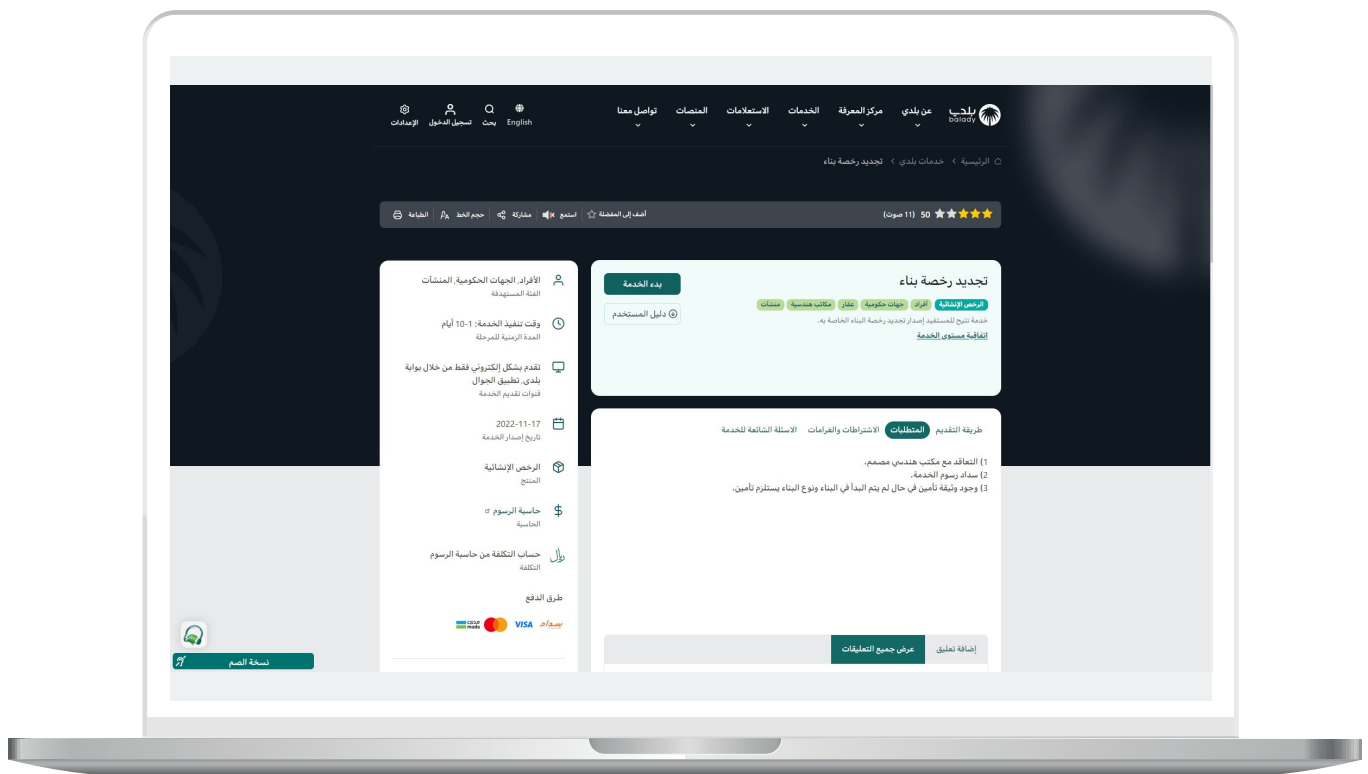 بلدي
balady
عن بلدي
مركز المعرفة
الخدمات
الاستعلامات
المنصات
تواصل معنا
English
بحث
تسجيل الدخول
الإعدادات
الرئيسية > خدمات بلدي > تجديد رخصة بناء
50 (11 صوت)
أضف إلى المفضلة
استمع
مشاركة
حجم الخط
الطباعة
تجديد رخصة بناء
بدء الخدمة
الرخص الإنشائية
أفراد
جهات حكومية
عقار
مكاتب هندسية
منشآت
دليل المستخدم
خدمة تتيح للمستفيد إصدار تجديد رخصة البناء الخاصة به.
اتفاقية مستوى الخدمة
طريقة التقديم
المتطلبات
الاشتراطات والغرامات
الاسئلة الشائعة للخدمة
1) التعاقد مع مكتب هندسي مصمم.
2) سداد رسوم الخدمة.
3) وجود وثيقة تأمين في حال لم يتم البدأ في البناء ونوع البناء يستلزم تأمين.
إضافة تعليق
عرض جميع التعليقات
الأفراد, الجهات الحكومية, المنشآت
الفئة المستهدفة
وقت تنفيذ الخدمة: 1-10 أيام
المدة الزمنية للمرحلة
تقدم بشكل إلكتروني فقط من خلال بوابة
بلدي, تطبيق الجوال
قنوات تقديم الخدمة
2022-11-17
تاريخ إصدار الخدمة
الرخص الإنشائية
المنتج
حاسبة الرسوم
الحاسبة
حساب التكلفة من حاسبة الرسوم
التكلفة
طرق الدفع
سداد
VISA
مدى
mada
نسخة الصم